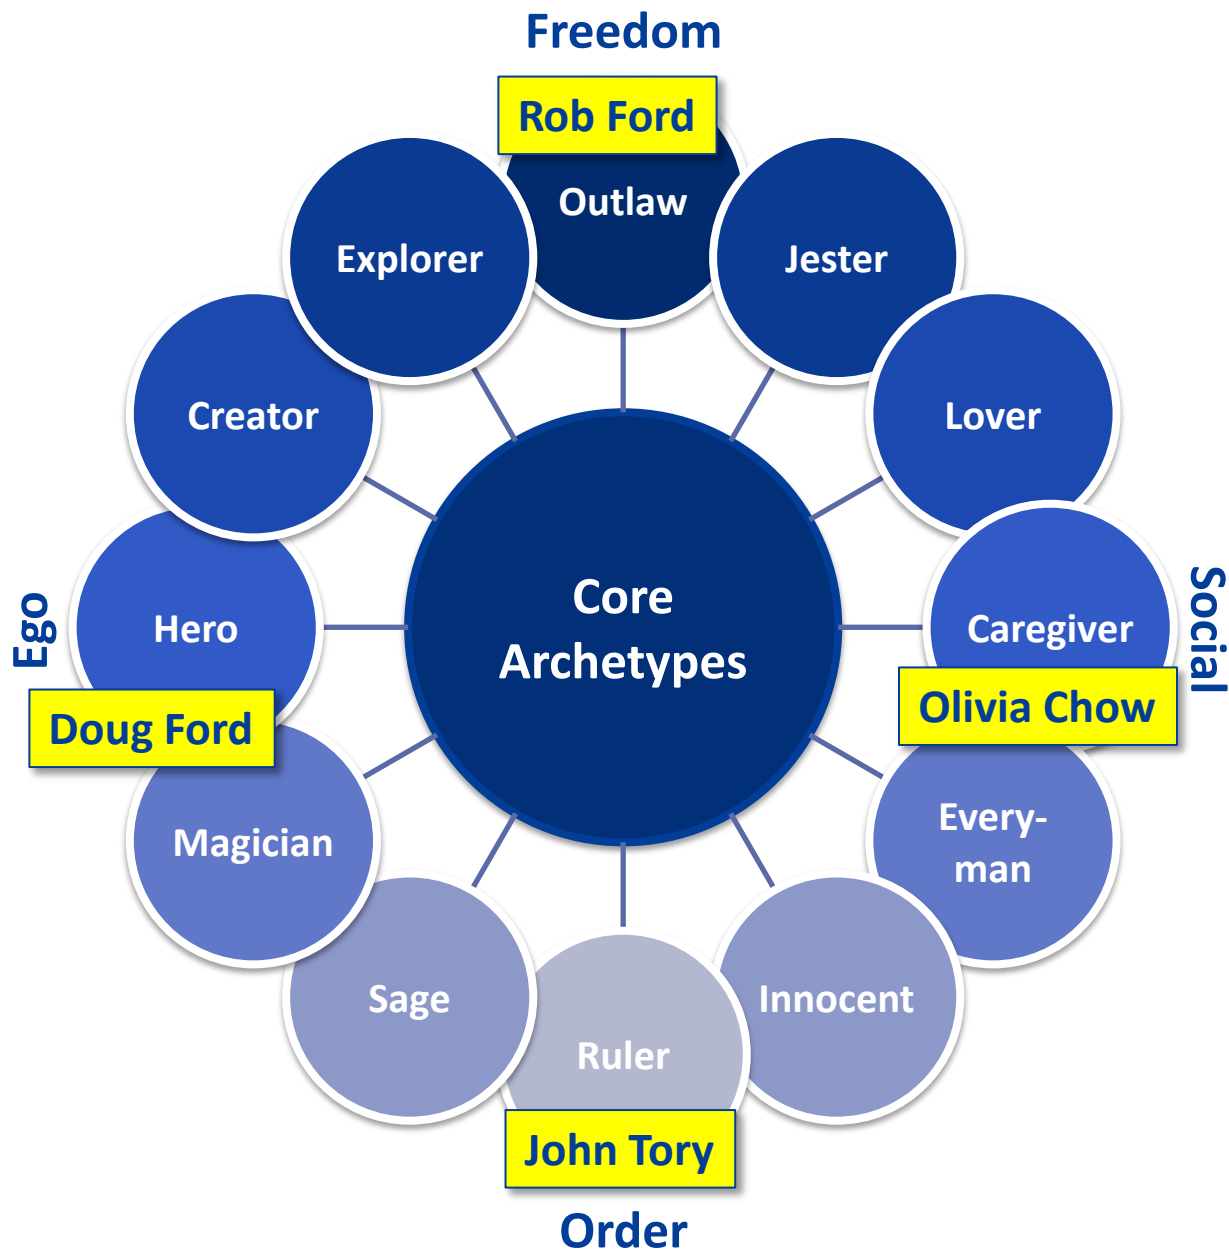 Freedom
Rob Ford
Outlaw
Explorer
Jester
Creator
Lover
Ego
Hero
Core
Archetypes
Caregiver
Social
Doug Ford
Olivia Chow
Magician
Every-
man
Sage
Innocent
Ruler
John Tory
Order